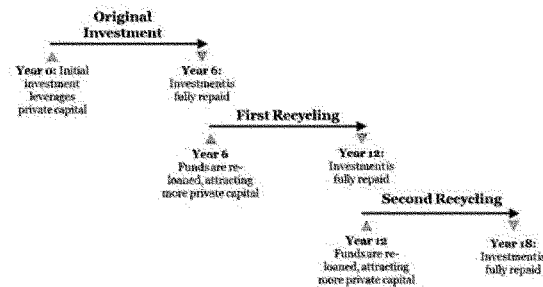 Original
Investment
Year 0: Initial
investment
leverages
private capital
Year 6:
Investment is
fully repaid
First Recycling
Year 6
Funds are re-
loaned, attracting
more private capital
Year 12:
Investment is
fully repaid
Second Recycling
Year 12
Funds are re-
loaned, attracting
more private capital
Year 18:
Investment is
fully repaid